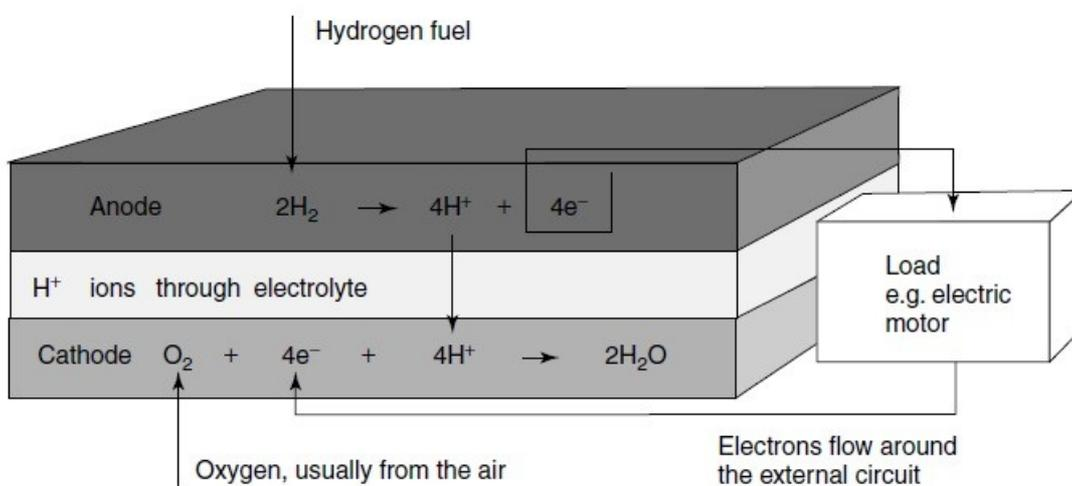 Hydrogen fuel
Anode 2H₂ → 4H⁺ + 4e⁻
H⁺ ions through electrolyte
Load
e.g. electric
motor
Cathode O₂ + 4e⁻ + 4H⁺ → 2H₂O
Electrons flow around
the external circuit
Oxygen, usually from the air